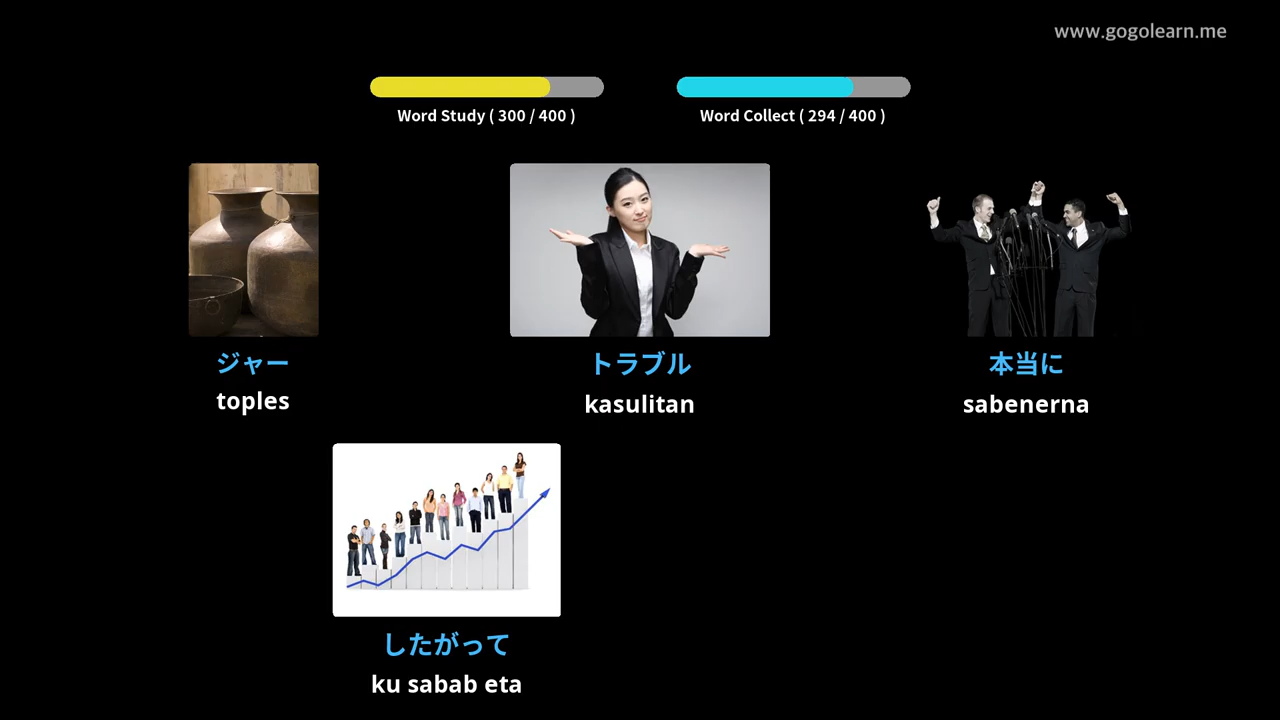 www.gogolearn.me
Word Study ( 300 / 400 )
Word Collect ( 294 / 400 )
ジャー
toples
トラブル
kasulitan
本当に
sabenerna
したがって
ku sabab eta